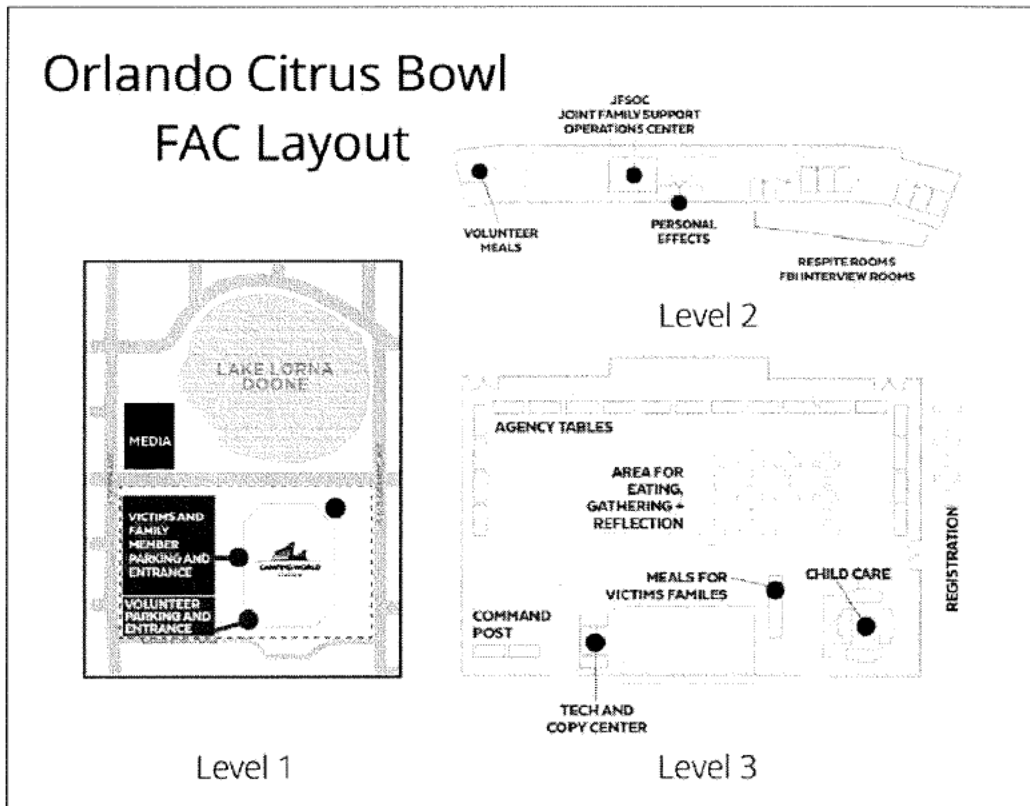 Orlando Citrus Bowl
FAC Layout
JFSOC
JOINT FAMILY SUPPORT
OPERATIONS CENTER
VOLUNTEER
MEALS
PERSONAL
EFFECTS
RESPITE ROOMS
FBI INTERVIEW ROOMS
Level 2
LAKE LORNA
DOONE
MEDIA
VICTIMS AND
FAMILY
MEMBER
PARKING AND
ENTRANCE
VOLUNTEER
PARKING AND
ENTRANCE
CAMPING WORLD
Level 1
AGENCY TABLES
AREA FOR
EATING,
GATHERING +
REFLECTION
MEALS FOR
VICTIMS FAMILES
CHILD CARE
REGISTRATION
COMMAND
POST
TECH AND
COPY CENTER
Level 3